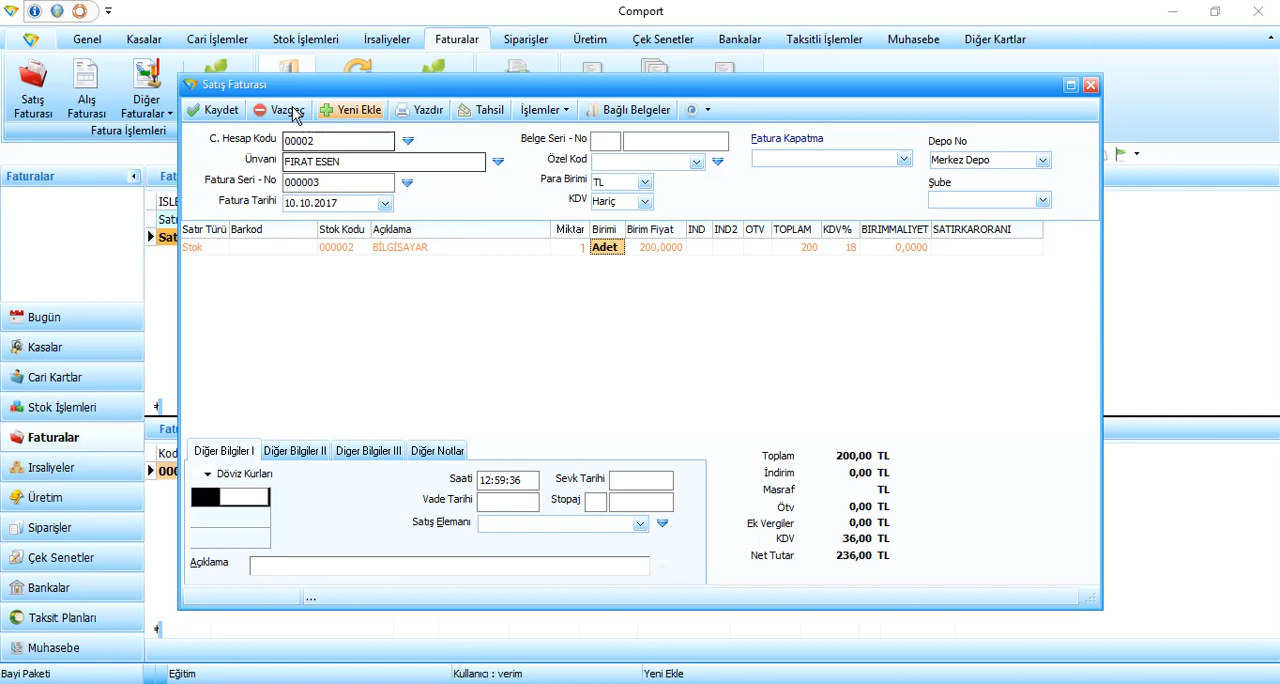 Comport
Genel Kasalar Cari İşlemler Stok İşlemleri İrsaliyeler Faturalar Siparişler Üretim Çek Senetler Bankalar Taksitli İşlemler Muhasebe Diğer Kartlar
Satış Faturası
Alış Faturası
Diğer Faturalar
Fatura İşlemleri
Satış Faturası
Kaydet Vazgeç Yeni Ekle Yazdır Tahsil İşlemler Bağlı Belgeler
C. Hesap Kodu 00002
Ünvanı FIRAT ESEN
Fatura Seri - No 000003
Fatura Tarihi 10.10.2017
Belge Seri - No
Özel Kod
Para Birimi TL
KDV Hariç
Fatura Kapatma
Depo No
Merkez Depo
Şube
Satır Türü Barkod Stok Kodu Açıklama Miktar Birimi Birim Fiyat IND IND2 OTV TOPLAM KDV% BIRIMMALIYET SATIRKARORANI
Stok 000002 BİLGİSAYAR 1 Adet 200,0000 200 18 0,0000
Diğer Bilgiler I Diğer Bilgiler II Diger Bilgiler III Diğer Notlar
Döviz Kurları
Saati 12:59:36 Sevk Tarihi
Vade Tarihi Stopaj
Satış Elemanı
Açıklama
...
Toplam 200,00 TL
İndirim 0,00 TL
Masraf TL
Ötv 0,00 TL
Ek Vergiler 0,00 TL
KDV 36,00 TL
Net Tutar 236,00 TL
Faturalar
Bugün
Kasalar
Cari Kartlar
Stok İşlemleri
Faturalar
Irsaliyeler
Üretim
Siparişler
Çek Senetler
Bankalar
Taksit Planları
Muhasebe
Bayi Paketi Eğitim Kullanıcı : verim Yeni Ekle